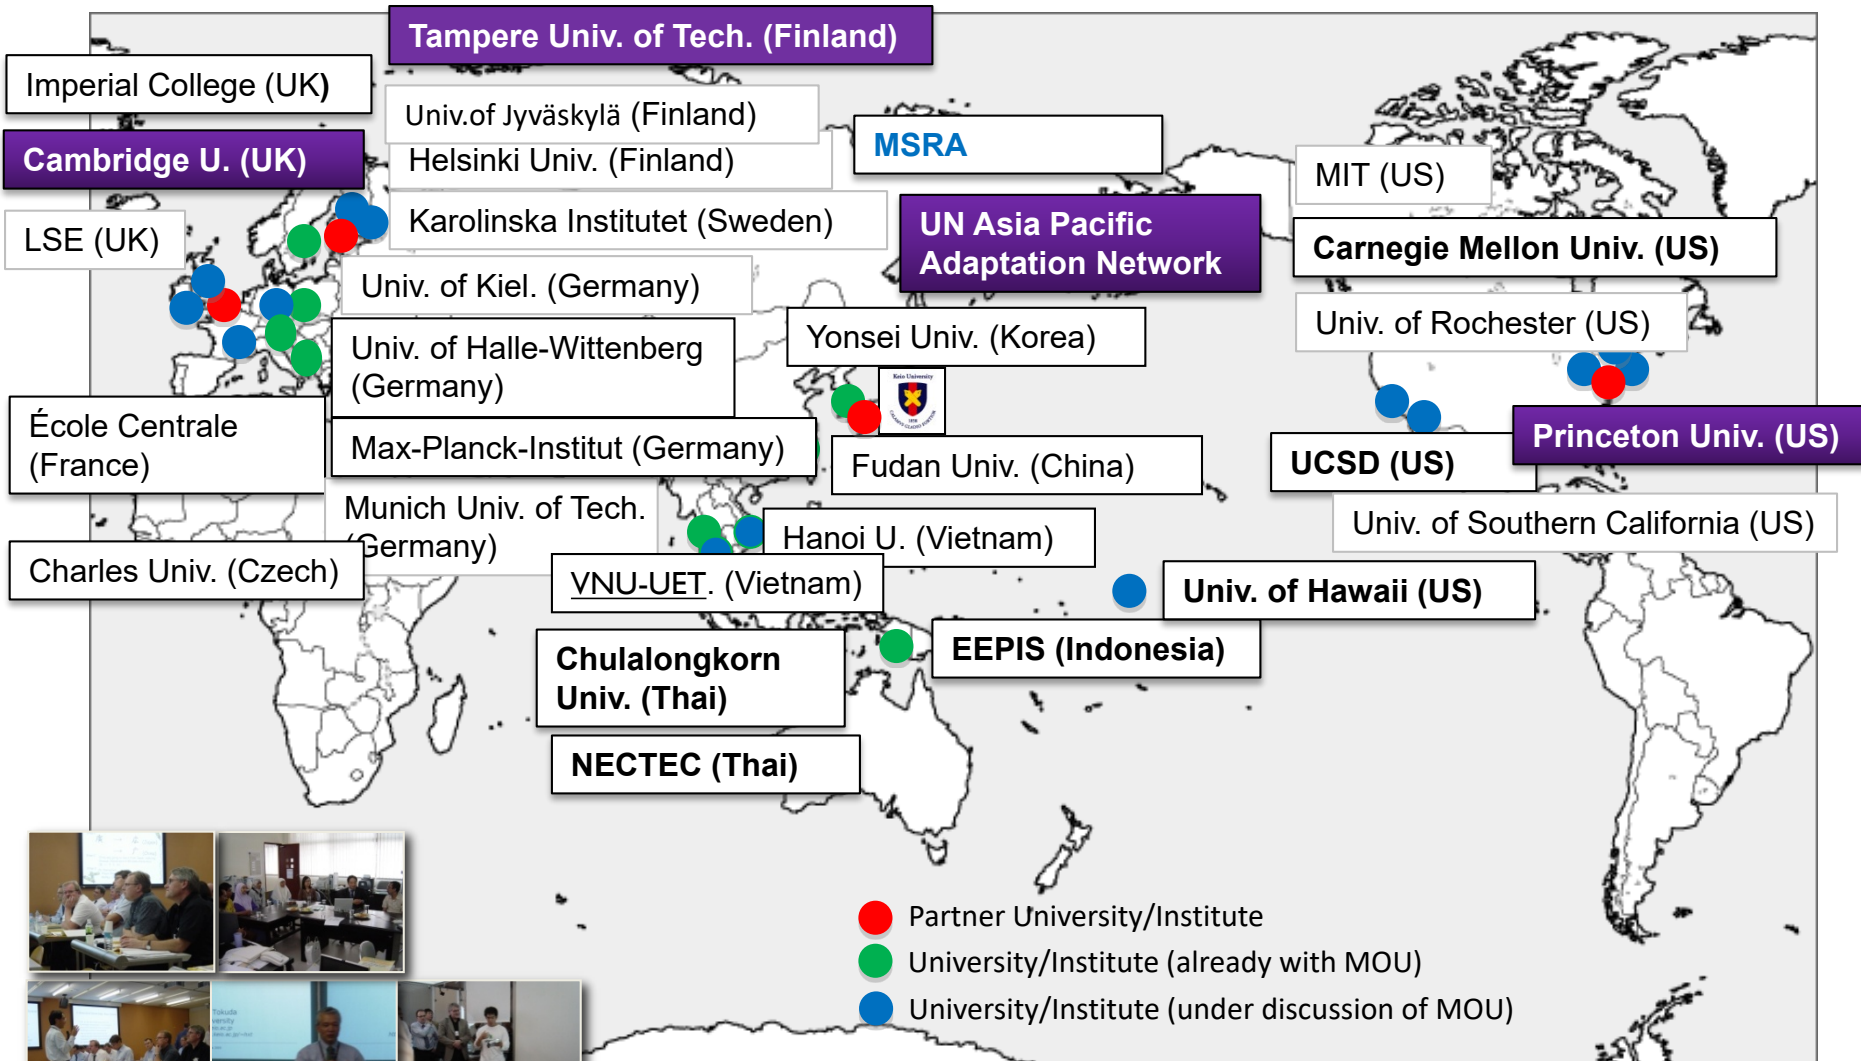 Tampere Univ. of Tech. (Finland)
Imperial College (UK)
Univ.of Jyväskylä (Finland)
MSRA
Cambridge U. (UK)
Helsinki Univ. (Finland)
MIT (US)
LSE (UK)
Karolinska Institutet (Sweden)
UN Asia Pacific
Adaptation Network
Carnegie Mellon Univ. (US)
Univ. of Kiel. (Germany)
Yonsei Univ. (Korea)
Univ. of Rochester (US)
Univ. of Halle-Wittenberg
(Germany)
Keio University
École Centrale
(France)
Max-Planck-Institut (Germany)
Fudan Univ. (China)
UCSD (US)
Princeton Univ. (US)
Munich Univ. of Tech.
(Germany)
Hanoi U. (Vietnam)
Univ. of Southern California (US)
Charles Univ. (Czech)
VNU-UET. (Vietnam)
Univ. of Hawaii (US)
Chulalongkorn
Univ. (Thai)
EEPIS (Indonesia)
NECTEC (Thai)
Partner University/Institute
University/Institute (already with MOU)
University/Institute (under discussion of MOU)
Tokuda